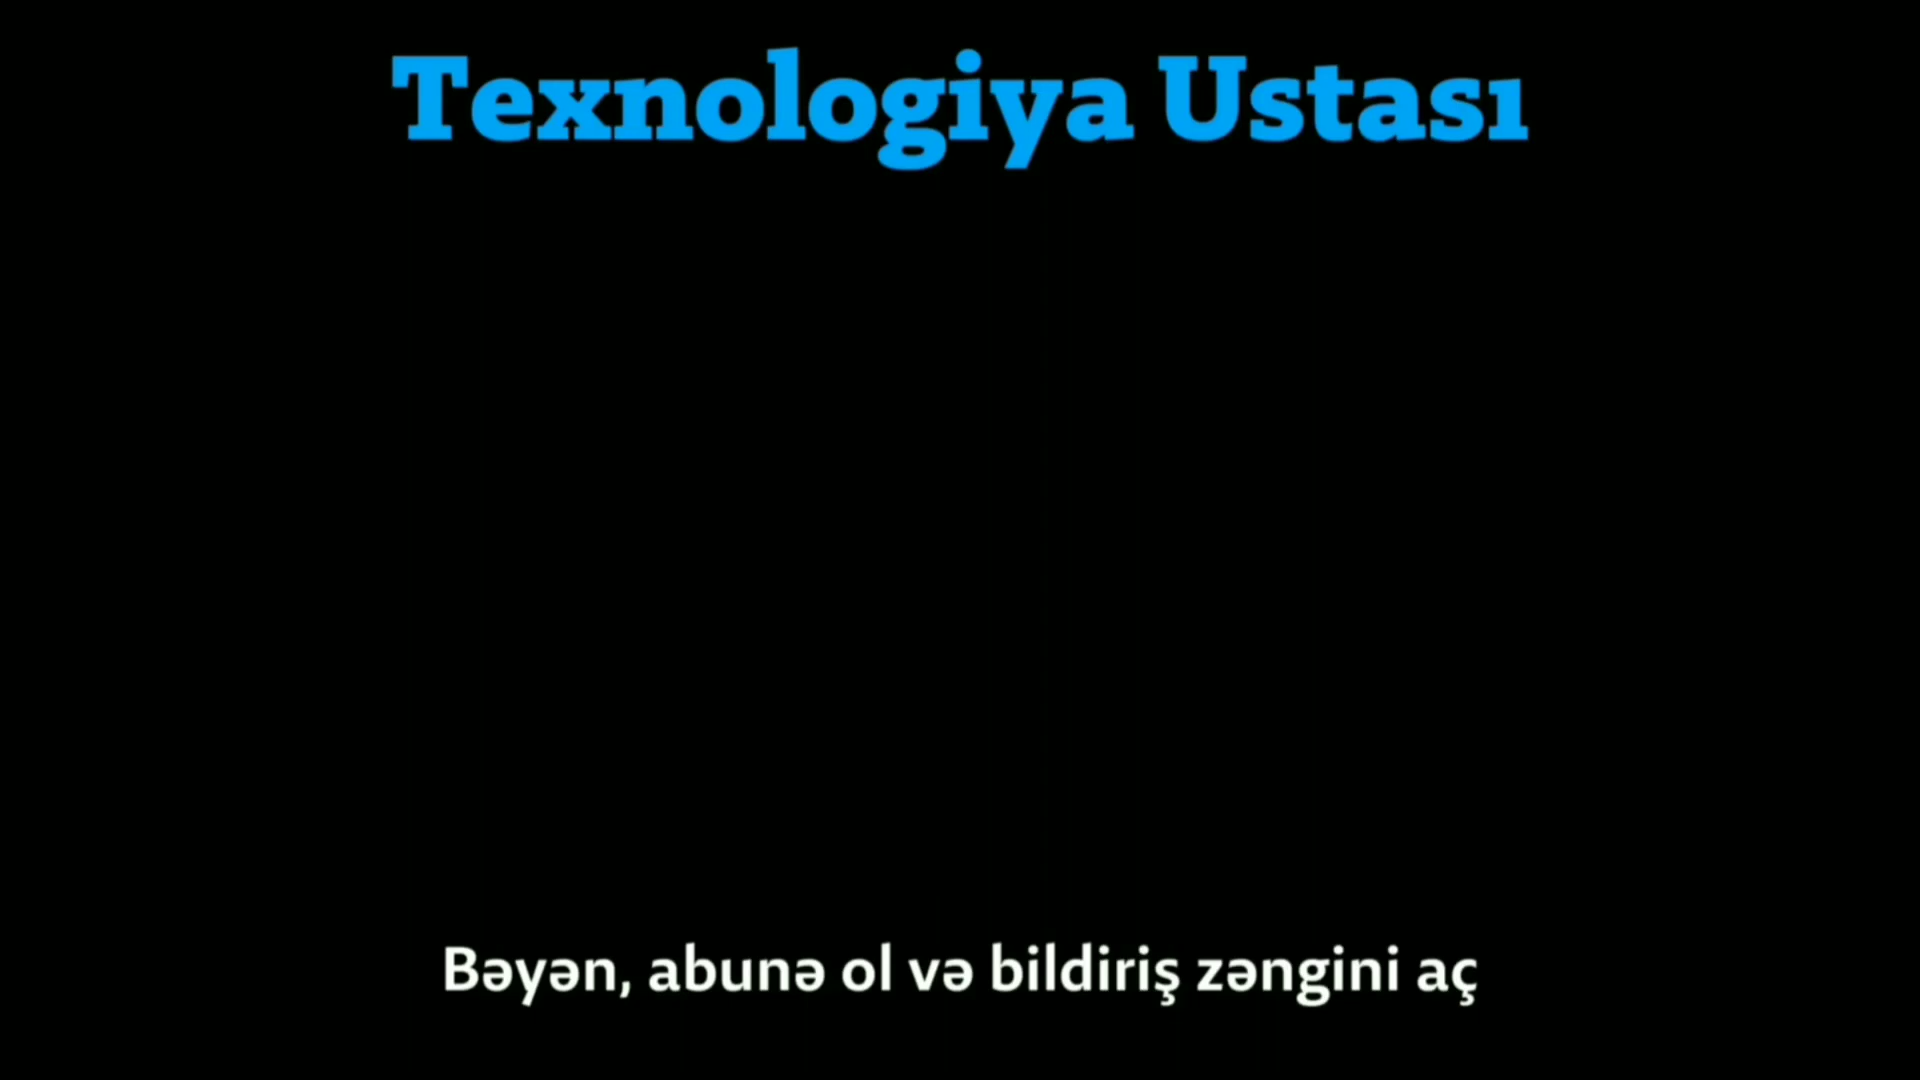 Texnologiya Ustası
Bəyən, abunə ol və bildiriş zəngini aç